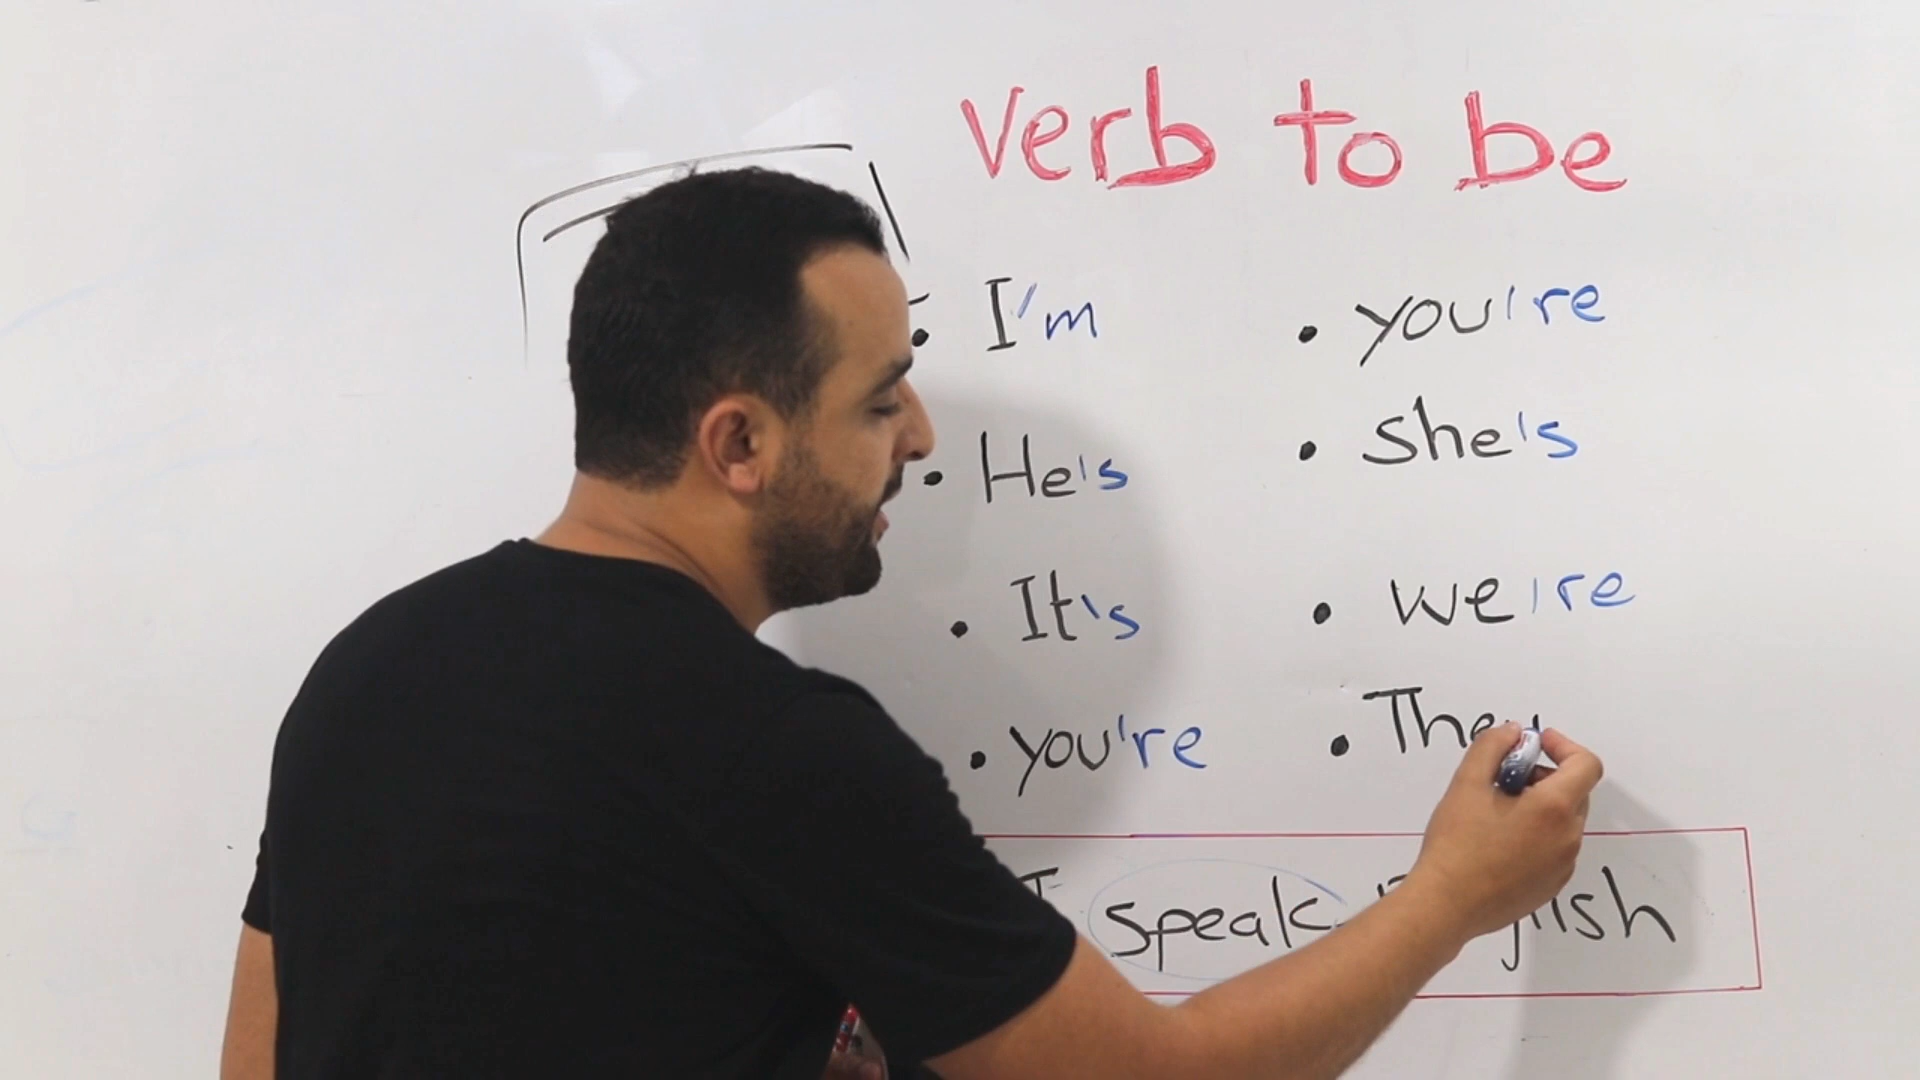 verb to be
• I'm • you're
• He's • she's
• It's • we're
• you're • They
speak